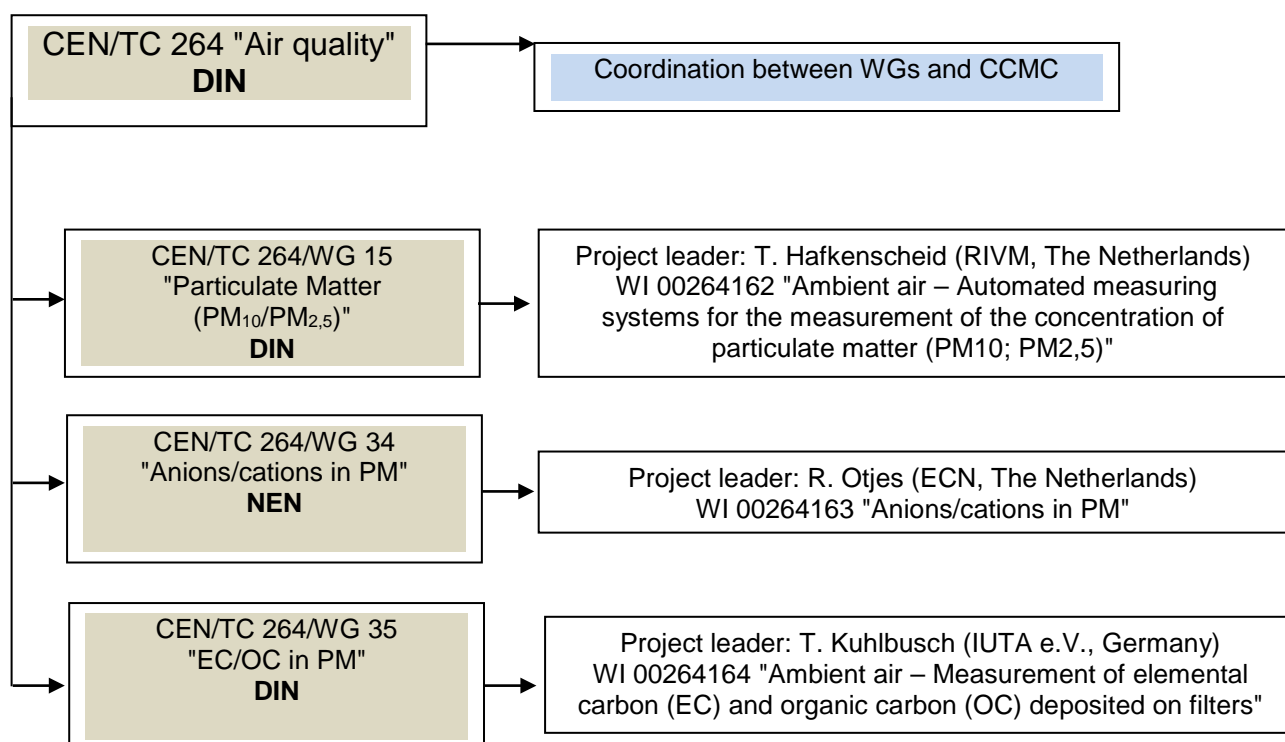 CEN/TC 264 "Air quality"
DIN
Coordination between WGs and CCMC
CEN/TC 264/WG 15
"Particulate Matter
(PM₁₀/PM₂,₅)"
DIN
Project leader: T. Hafkenscheid (RIVM, The Netherlands)
WI 00264162 "Ambient air – Automated measuring
systems for the measurement of the concentration of
particulate matter (PM10; PM2,5)"
CEN/TC 264/WG 34
"Anions/cations in PM"
NEN
Project leader: R. Otjes (ECN, The Netherlands)
WI 00264163 "Anions/cations in PM"
CEN/TC 264/WG 35
"EC/OC in PM"
DIN
Project leader: T. Kuhlbusch (IUTA e.V., Germany)
WI 00264164 "Ambient air – Measurement of elemental
carbon (EC) and organic carbon (OC) deposited on filters"